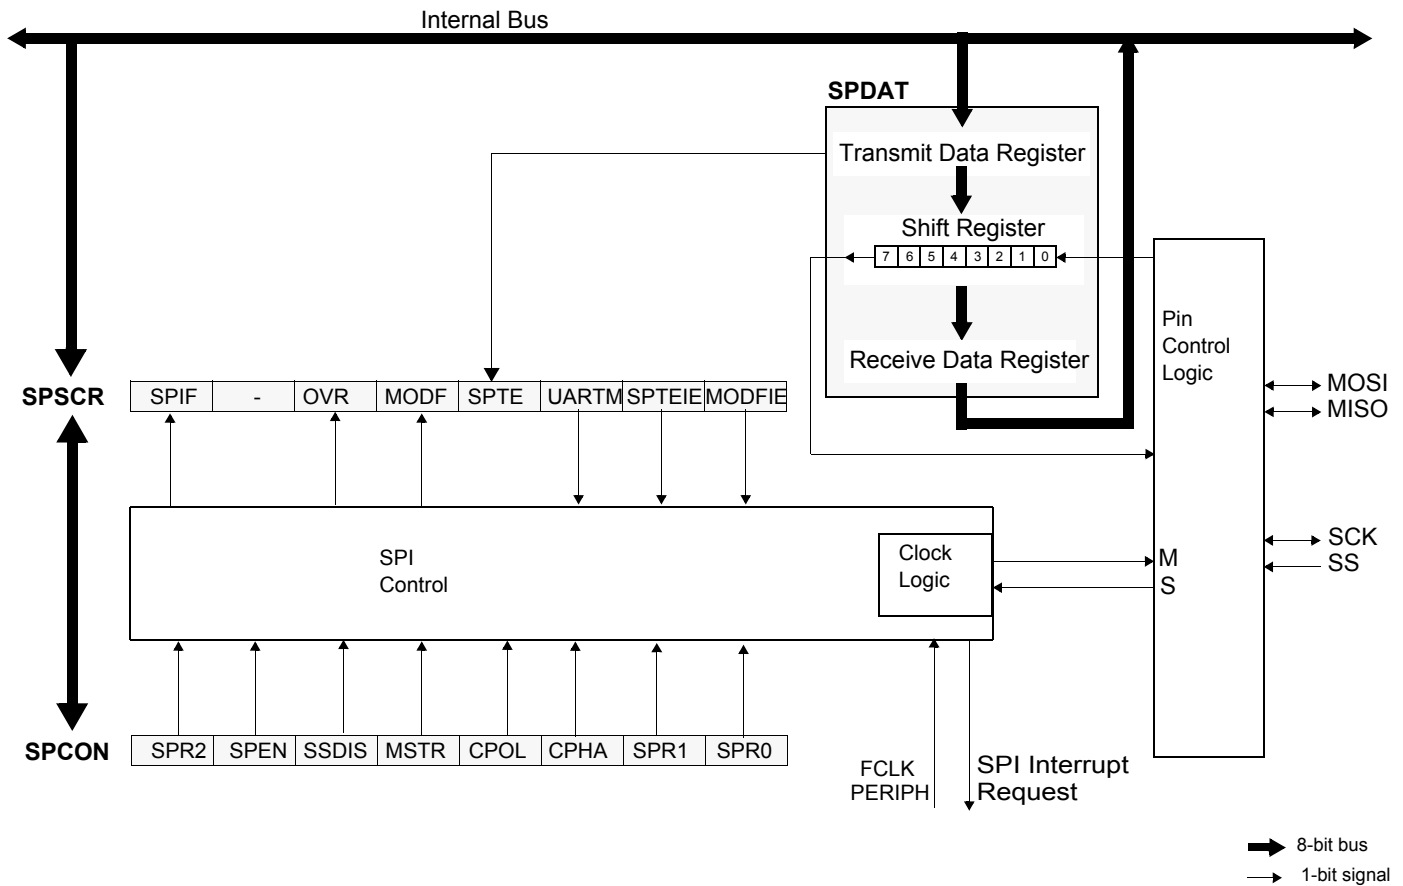 Internal Bus
SPDAT
Transmit Data Register
Shift Register
7 6 5 4 3 2 1 0
Receive Data Register
Pin
Control
Logic
MOSI
MISO
SCK
SS
M
S
SPSCR
SPIF - OVR MODF SPTE UARTM SPTEIE MODFIE
SPI
Control
Clock
Logic
SPCON
SPR2 SPEN SSDIS MSTR CPOL CPHA SPR1 SPR0
FCLK
PERIPH
SPI Interrupt
Request
8-bit bus
1-bit signal